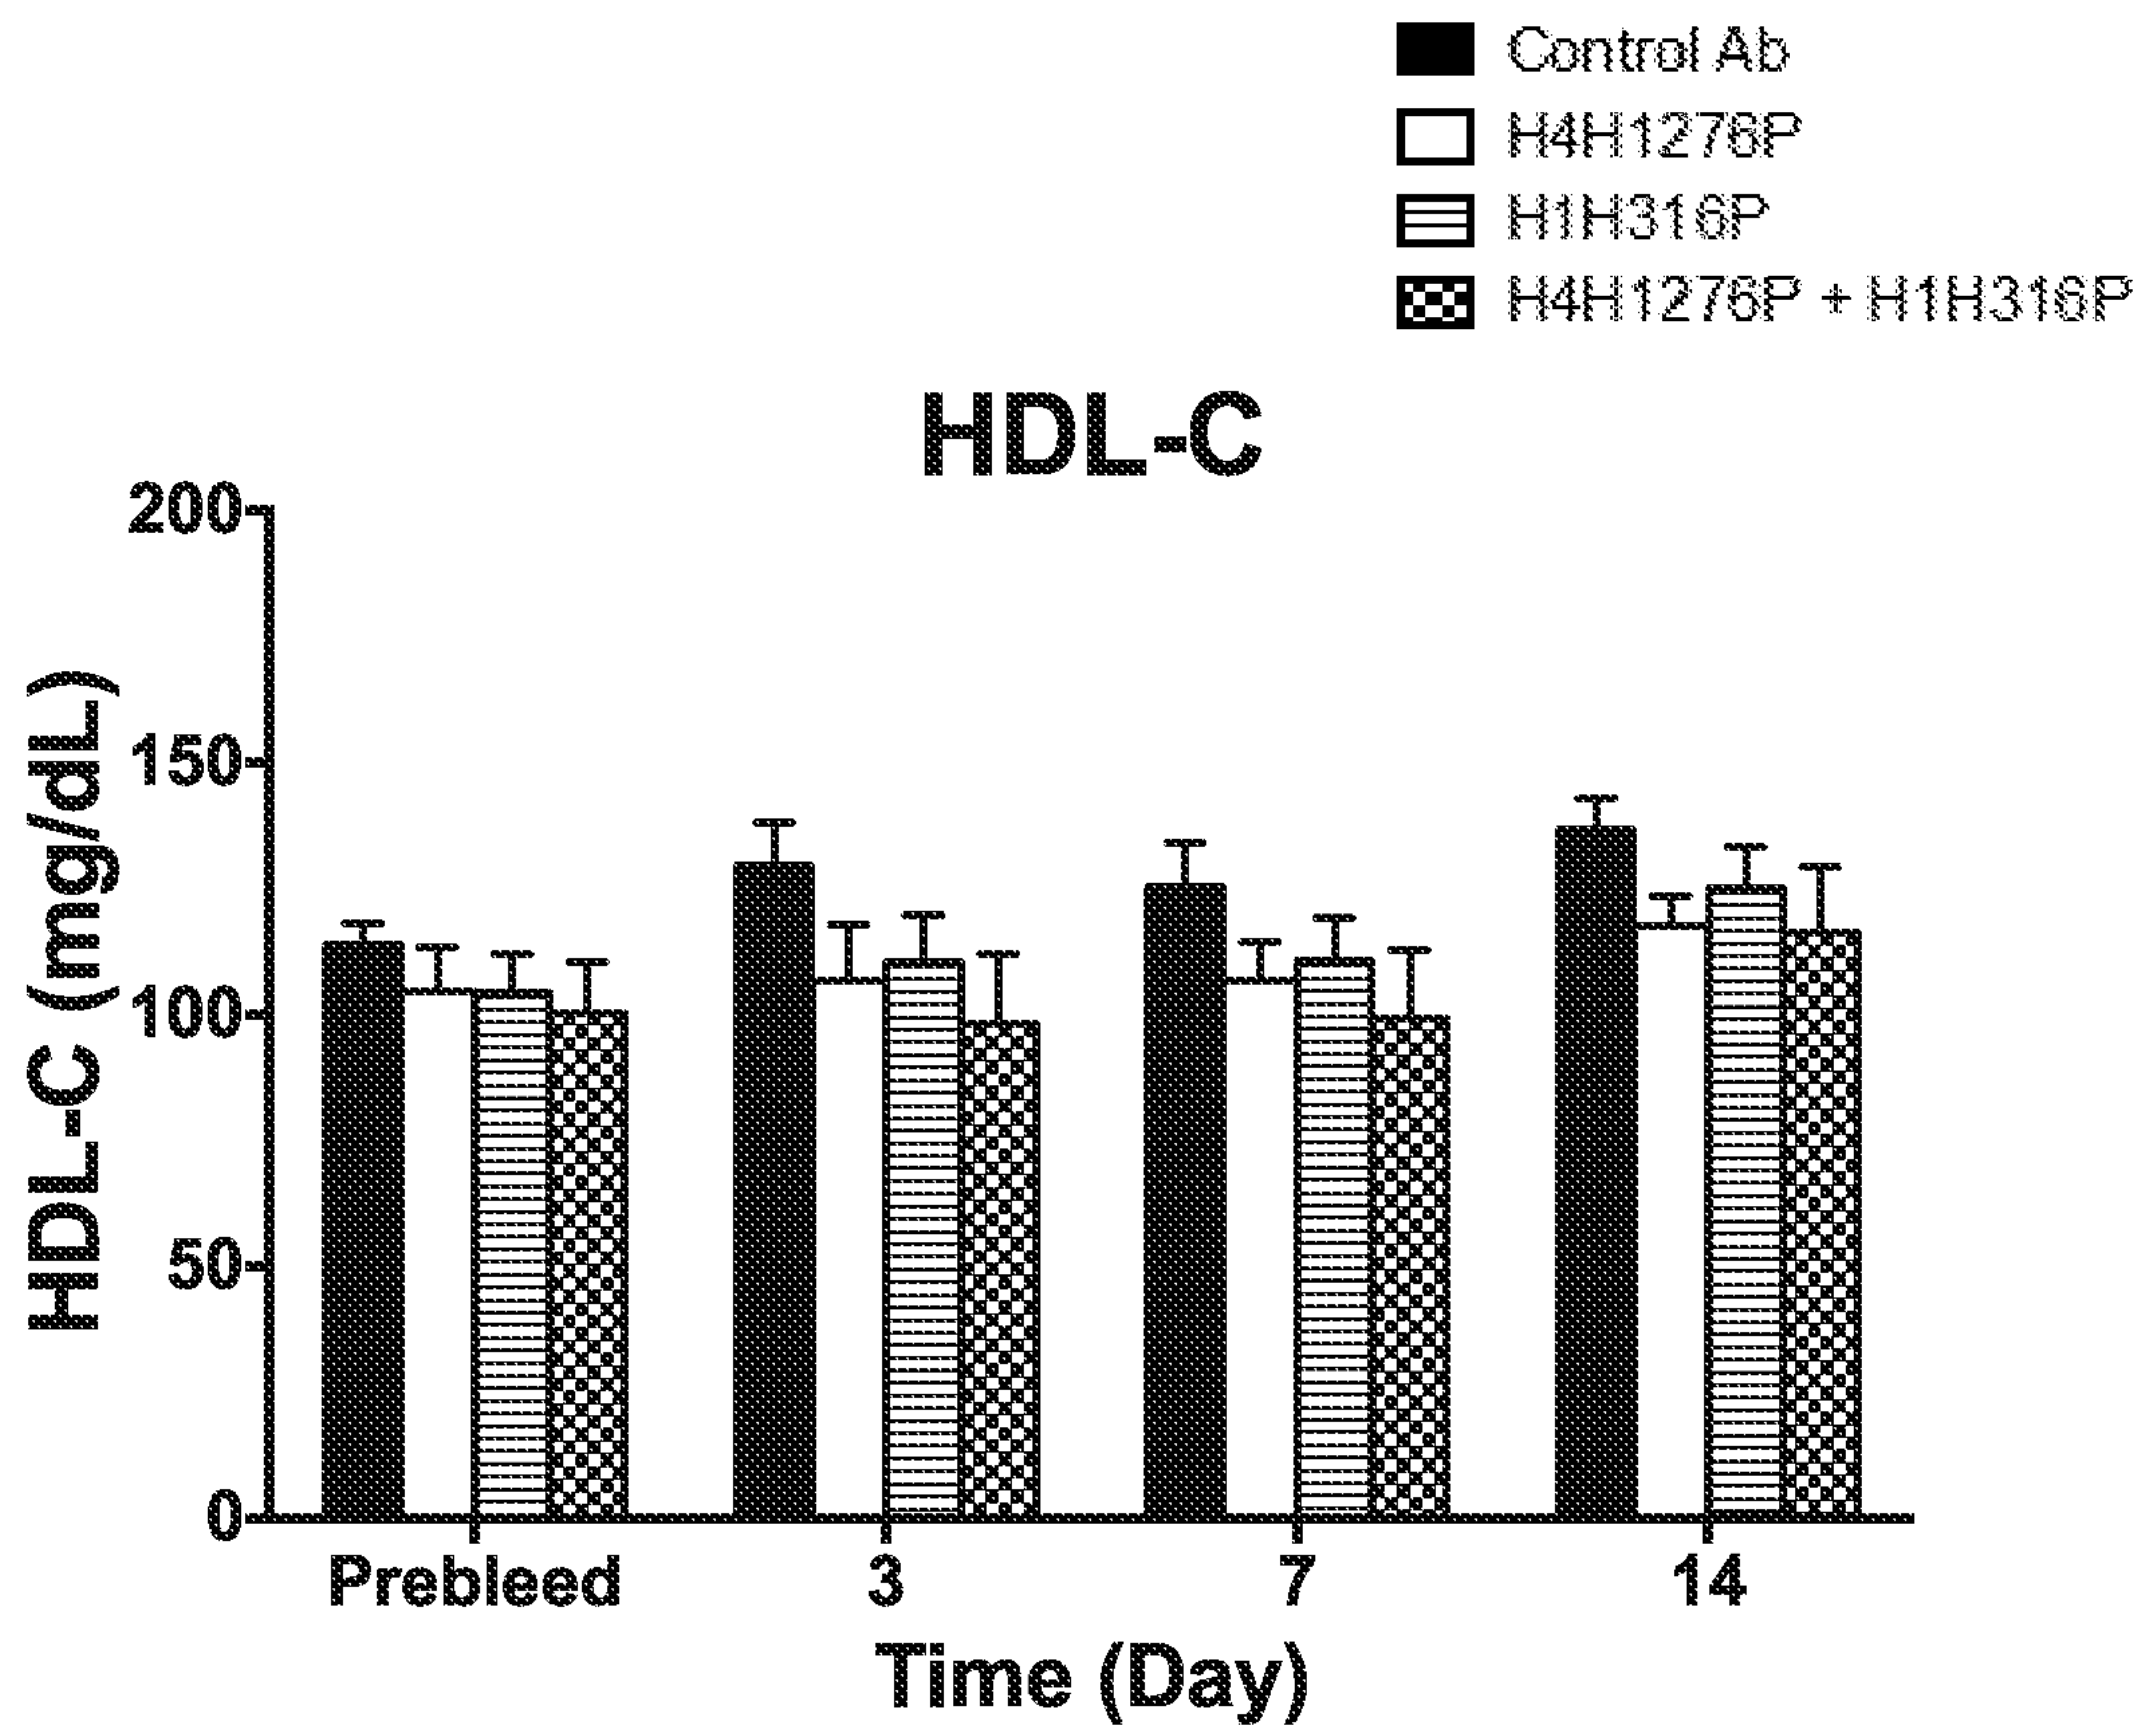 Control Ab
H4H1276P
H1H316P
H4H1276P + H1H316P
HDL-C
HDL-C (mg/dL)
200
150
100
50
0
Prebleed 3 7 14
Time (Day)